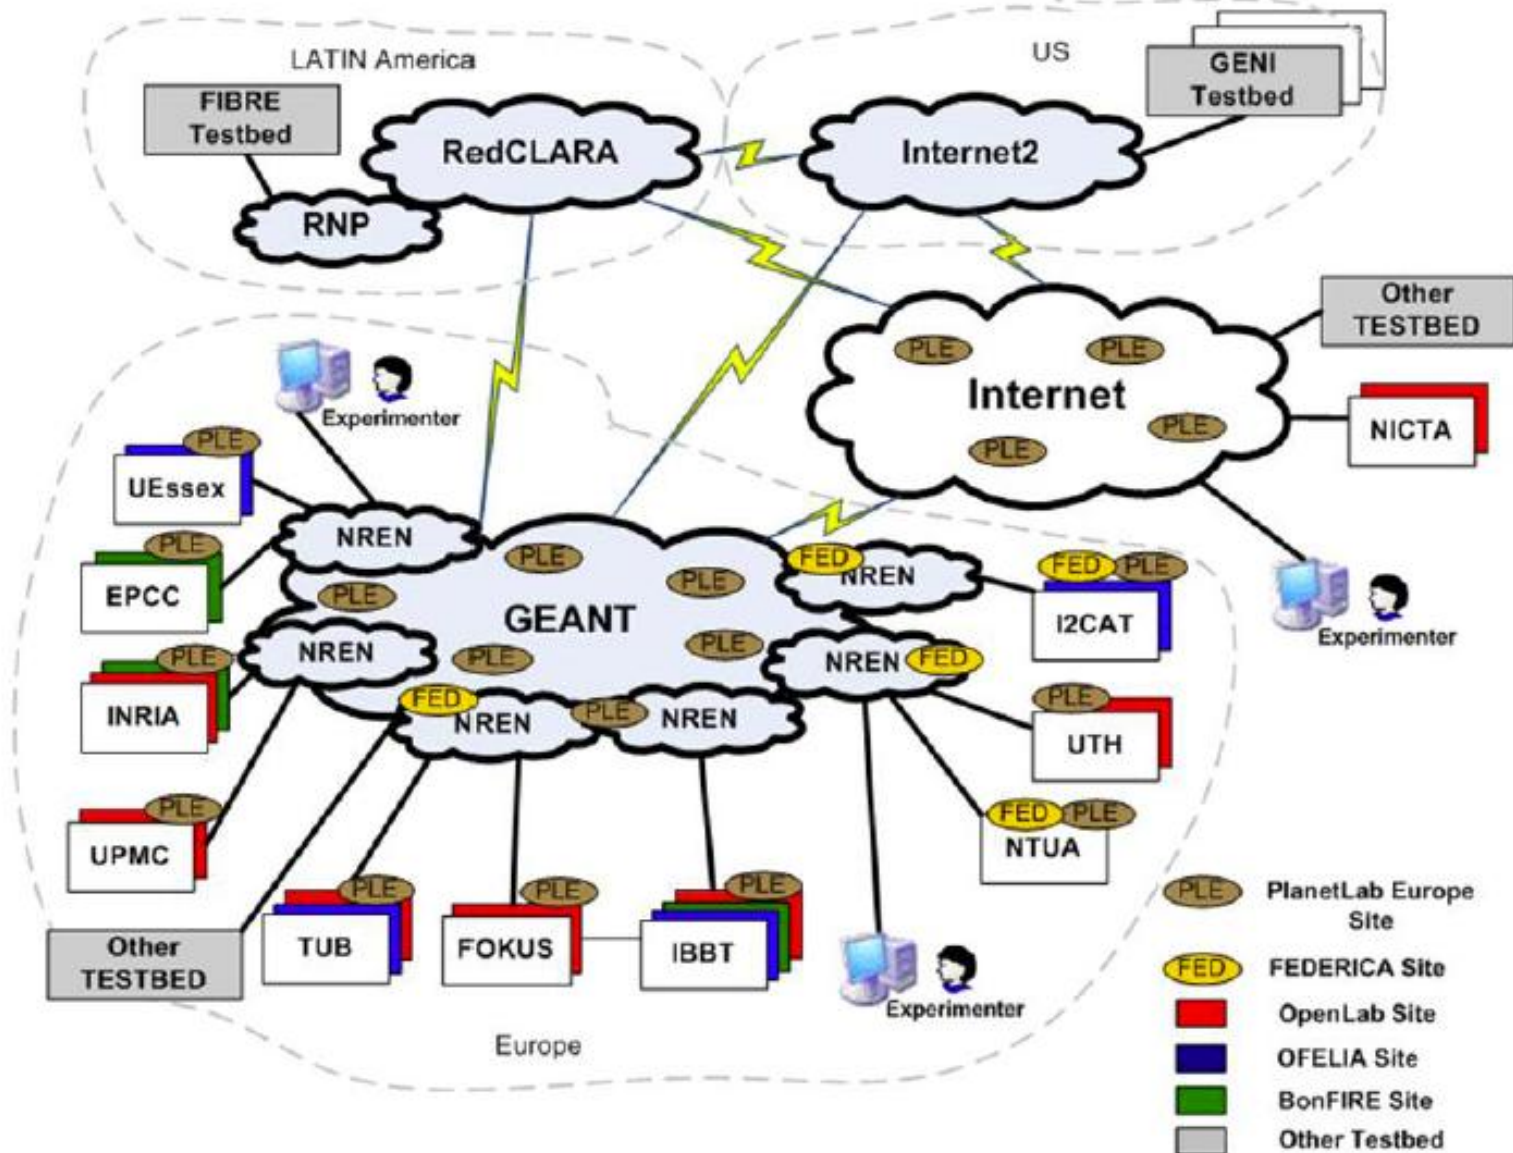 LATIN America
US
FIBRE
Testbed
GENI
Testbed
RedCLARA
Internet2
RNP
Other
TESTBED
PLE
PLE
Internet
PLE
PLE
NICTA
Experimenter
PLE
UEssex
NREN
PLE
EPCC
PLE
PLE
PLE
GEANT
FED
NREN
FED
PLE
I2CAT
Experimenter
PLE
INRIA
NREN
PLE
PLE
NREN
FED
FED
NREN
PLE
NREN
PLE
UTH
PLE
UPMC
FED
PLE
NTUA
Other
TESTBED
PLE
TUB
PLE
FOKUS
PLE
IBBT
Experimenter
Europe
PLE
PlanetLab Europe
Site
FED
FEDERICA Site
OpenLab Site
OFELIA Site
BonFIRE Site
Other Testbed